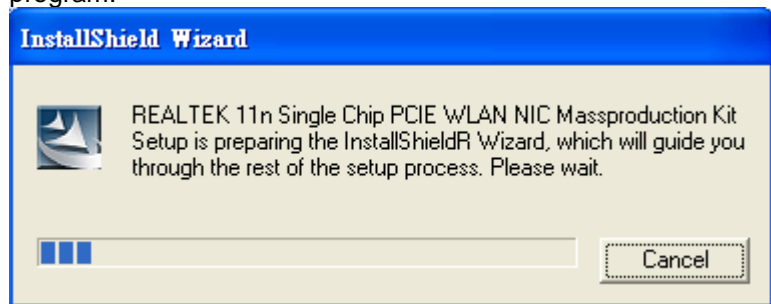 program.
InstallShield Wizard
REALTEK 11n Single Chip PCIE WLAN NIC Massproduction Kit
Setup is preparing the InstallShieldR Wizard, which will guide you
through the rest of the setup process. Please wait.
Cancel